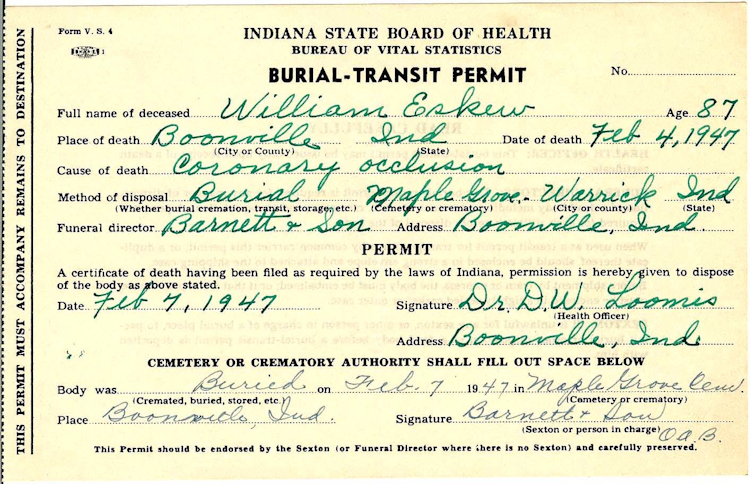 Form V. S. 4
INDIANA STATE BOARD OF HEALTH
BUREAU OF VITAL STATISTICS
BURIAL-TRANSIT PERMIT
No.
Full name of deceased William Eskew Age 87
Place of death Boonville Ind Date of death Feb 4, 1947
(City or County) (State)
Cause of death Coronary occlusion
Method of disposal Burial Maple Grove - Warrick Ind
(Whether burial cremation, transit, storage, etc.) (Cemetery or crematory) (City or county) (State)
Funeral director Barnett & Son Address Boonville, Ind.
PERMIT
A certificate of death having been filed as required by the laws of Indiana, permission is hereby given to dispose
of the body as above stated.
Date Feb 7, 1947 Signature Dr. D. W. Loomis
(Health Officer)
Address Boonville, Ind.
CEMETERY OR CREMATORY AUTHORITY SHALL FILL OUT SPACE BELOW
Body was Buried on Feb. 7 1947 in Maple Grove Cem.
(Cremated, buried, stored, etc.) (Cemetery or crematory)
Place Boonville, Ind. Signature Barnett & Son
(Sexton or person in charge) O.A.B.
This Permit should be endorsed by the Sexton (or Funeral Director where there is no Sexton) and carefully preserved.
THIS PERMIT MUST ACCOMPANY REMAINS TO DESTINATION